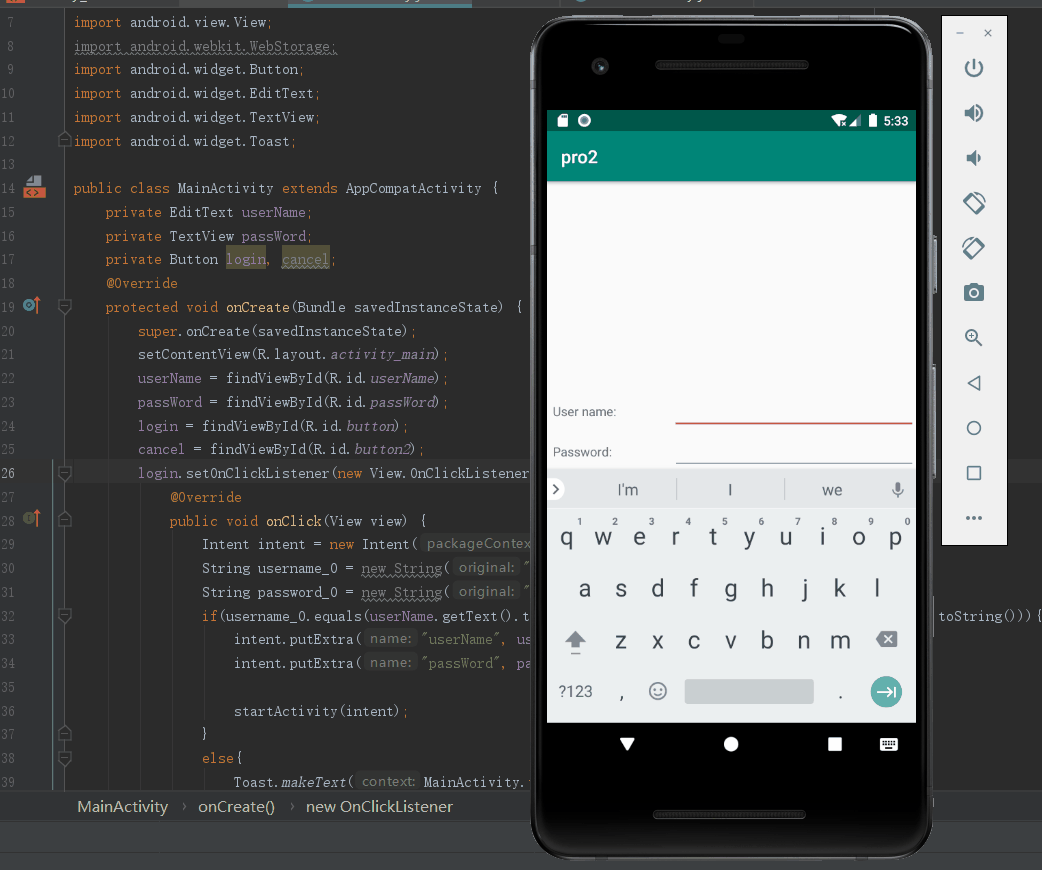 7 import android.view.View;
8 import android.webkit.WebStorage;
9 import android.widget.Button;
10 import android.widget.EditText;
11 import android.widget.TextView;
12 import android.widget.Toast;
13
14 public class MainActivity extends AppCompatActivity {
15 private EditText userName;
16 private TextView passWord;
17 private Button login, cancel;
18 @Override
19 protected void onCreate(Bundle savedInstanceState) {
20 super.onCreate(savedInstanceState);
21 setContentView(R.layout.activity_main);
22 userName = findViewById(R.id.userName);
23 passWord = findViewById(R.id.passWord);
24 login = findViewById(R.id.button);
25 cancel = findViewById(R.id.button2);
26 login.setOnClickListener(new View.OnClickListener
27 @Override
28 public void onClick(View view) {
29 Intent intent = new Intent( packageContex
30 String username_0 = new String( original: "
31 String password_0 = new String( original: "
32 if(username_0.equals(userName.getText().t toString())){
33 intent.putExtra( name: "userName", us
34 intent.putExtra( name: "passWord", pa
35
36 startActivity(intent);
37 }
38 else{
39 Toast.makeText( context: MainActivity.
MainActivity › onCreate() › new OnClickListener
5:33
pro2
User name:
Password:
I'm I we
1 2 3 4 5 6 7 8 9 0
q w e r t y u i o p
a s d f g h j k l
z x c v b n m
?123 , .